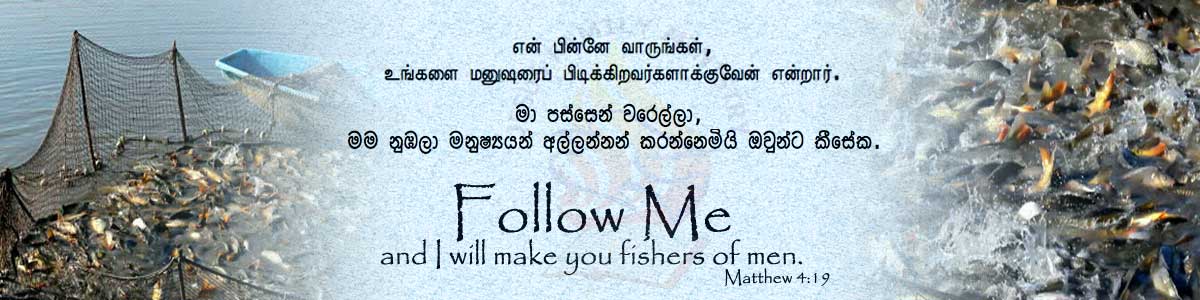 என் பின்னே வாருங்கள்,
உங்களை மனுஷரைப் பிடிக்கிறவர்களாக்குவேன் என்றார்.
මා පස්සෙන් වරෙල්ලා,
මම නුඹලා මනුෂ්‍යයන් අල්ලන්නන් කරන්නෙමියි ඔවුන්ට කීසේක.
Follow Me
and I will make you fishers of men.
Matthew 4:19